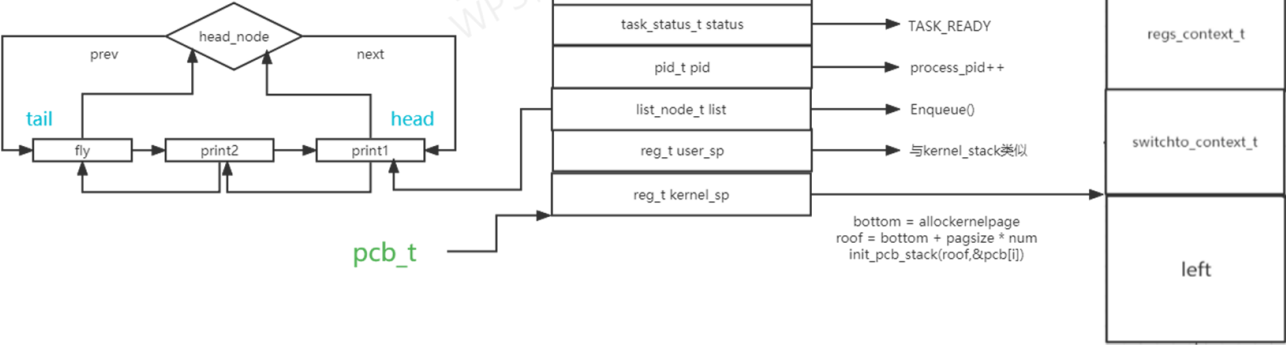 WPS
head_node
prev
next
tail
head
fly
print2
print1
pcb_t
task_status_t status
TASK_READY
pid_t pid
process_pid++
list_node_t list
Enqueue()
reg_t user_sp
与kernel_stack类似
reg_t kernel_sp
bottom = allockernelpage
roof = bottom + pagsize * num
init_pcb_stack(roof,&pcb[i])
regs_context_t
switchto_context_t
left